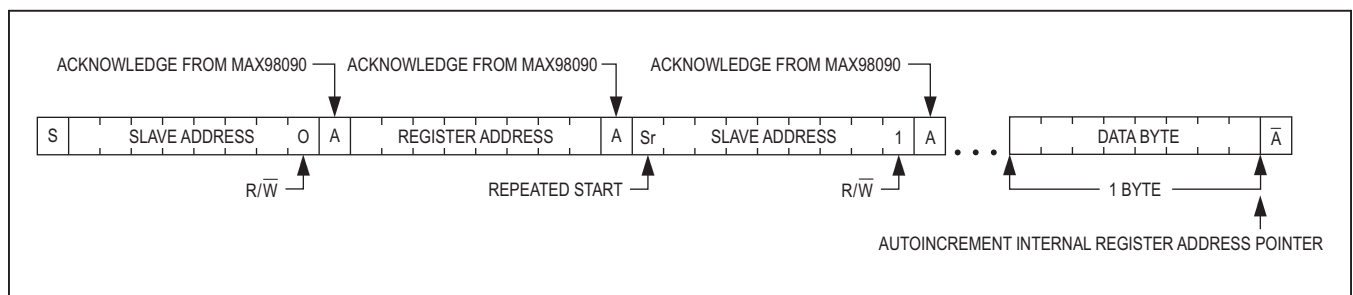 ACKNOWLEDGE FROM MAX98090 ACKNOWLEDGE FROM MAX98090 ACKNOWLEDGE FROM MAX98090
S SLAVE ADDRESS O A REGISTER ADDRESS A Sr SLAVE ADDRESS 1 A ... DATA BYTE A̅
R/W̅ REPEATED START R/W̅ 1 BYTE
AUTOINCREMENT INTERNAL REGISTER ADDRESS POINTER